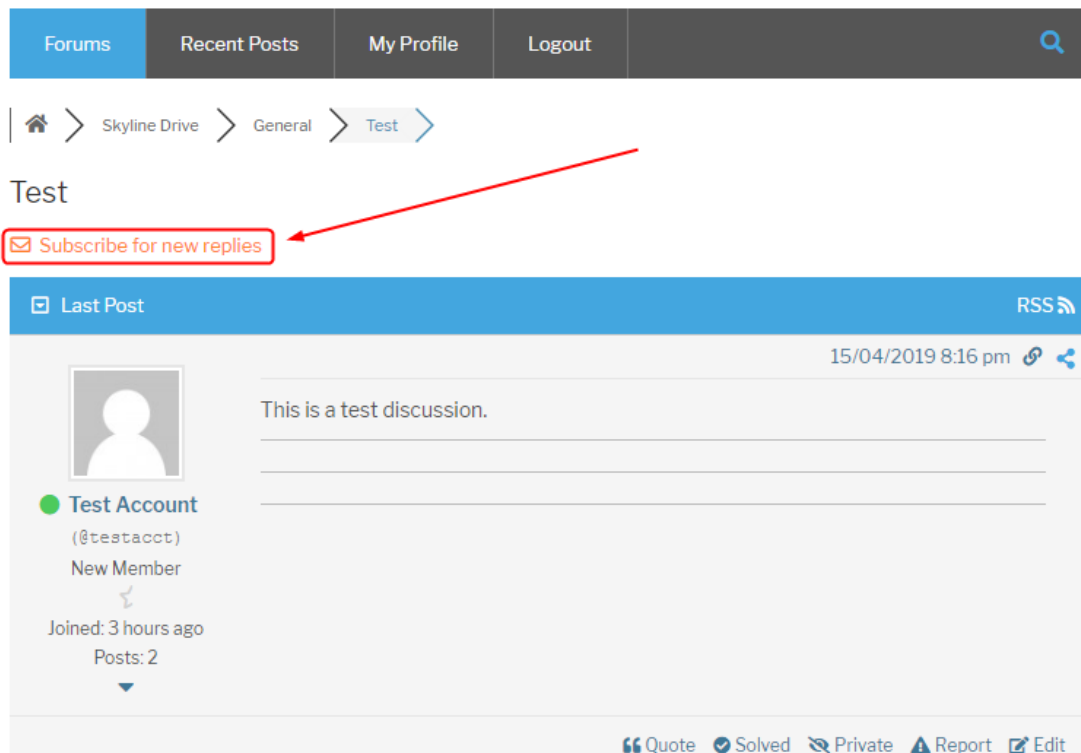 Forums Recent Posts My Profile Logout
Skyline Drive General Test
Test
Subscribe for new replies
Last Post RSS
15/04/2019 8:16 pm
This is a test discussion.
Test Account
(@testacct)
New Member
Joined: 3 hours ago
Posts: 2
Quote Solved Private Report Edit